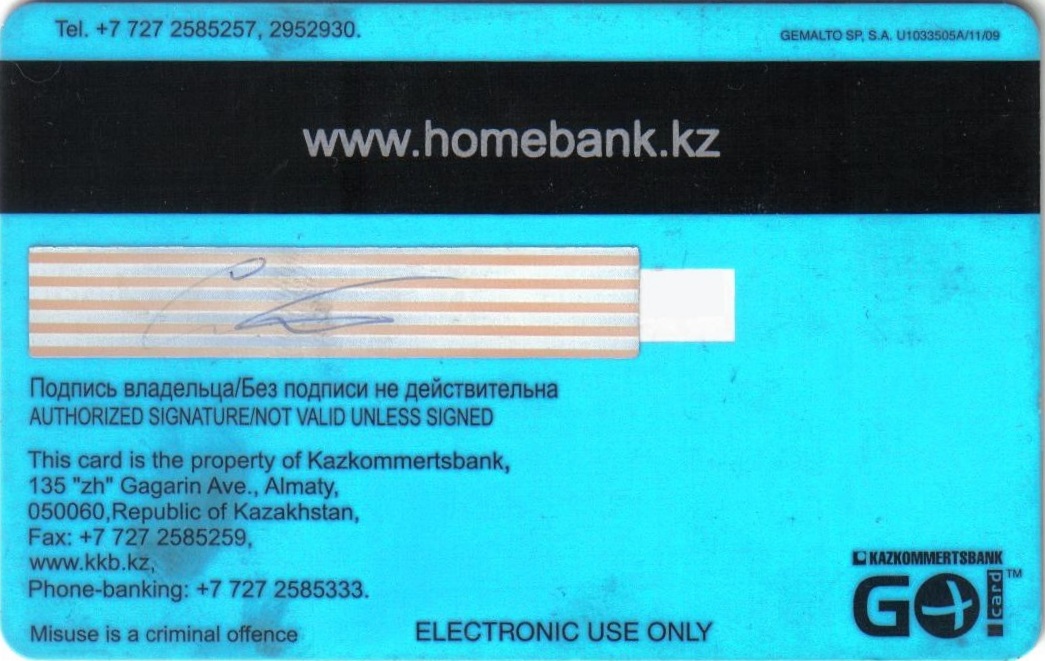 Tel. +7 727 2585257, 2952930.
GEMALTO SP, S.A. U1033505A/11/09
www.homebank.kz
Подпись владельца/Без подписи не действительна
AUTHORIZED SIGNATURE/NOT VALID UNLESS SIGNED
This card is the property of Kazkommertsbank,
135 "zh" Gagarin Ave., Almaty,
050060,Republic of Kazakhstan,
Fax: +7 727 2585259,
www.kkb.kz,
Phone-banking: +7 727 2585333.
Misuse is a criminal offence
ELECTRONIC USE ONLY
KAZKOMMERTSBANK
GO! card™